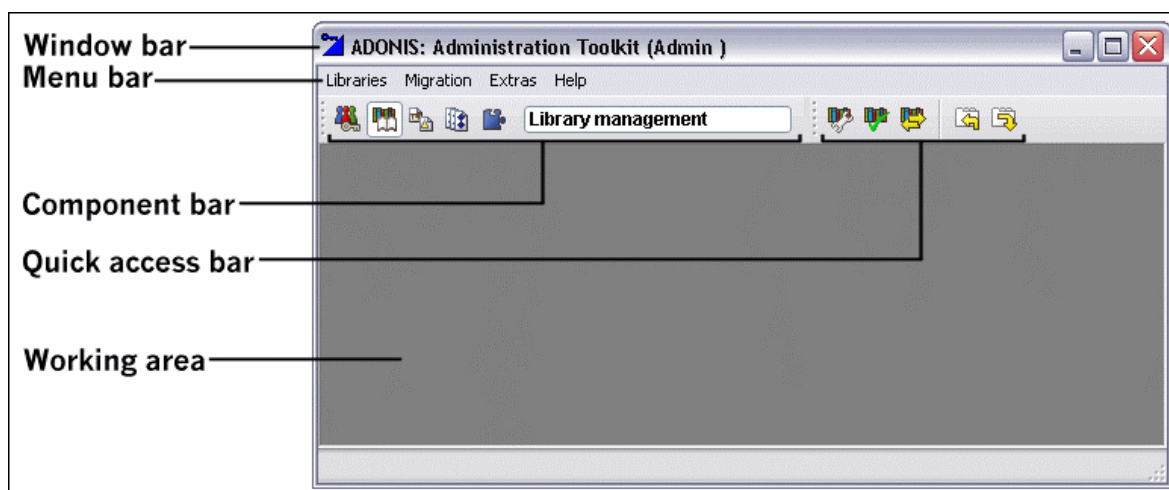 Window bar
ADONIS: Administration Toolkit (Admin )
Menu bar
Libraries Migration Extras Help
Library management
Component bar
Quick access bar
Working area